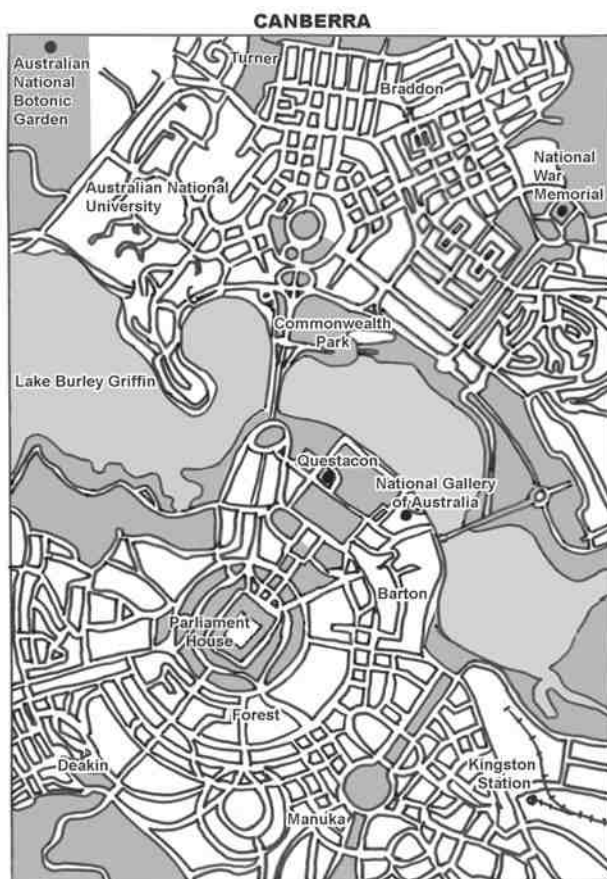 CANBERRA
Australian
National
Botonic
Garden
Turner
Braddon
National
War
Memorial
Australian National
University
Commonwealth
Park
Lake Burley Griffin
Questacon
National Gallery
of Australia
Barton
Parliament
House
Forest
Deakin
Kingston
Station
Manuka